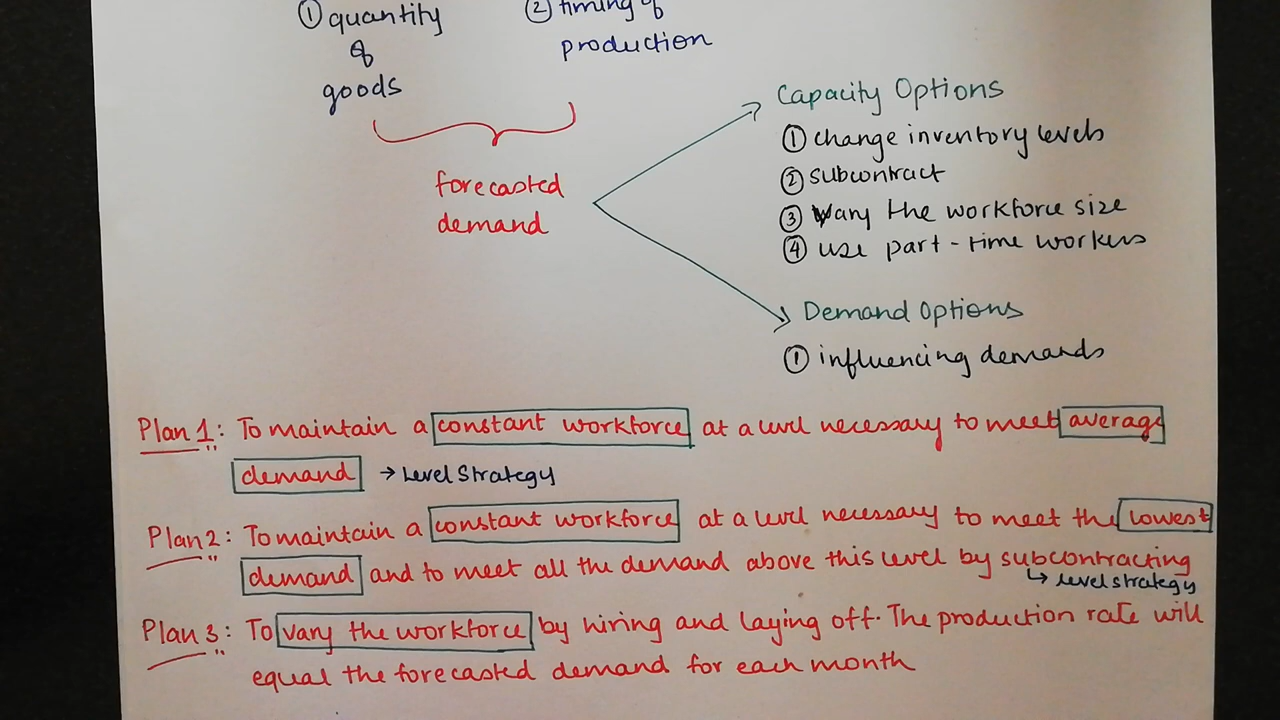 ① quantity
of
goods
② timing of
production
forecasted
demand
Capacity Options
① change inventory levels
② subcontract
③ vary the workforce size
④ use part-time workers
Demand Options
① influencing demands
Plan 1: To maintain a constant workforce at a level necessary to meet average
demand → Level Strategy
Plan 2: To maintain a constant workforce at a level necessary to meet the lowest
demand and to meet all the demand above this level by subcontracting
↳ level strategy
Plan 3: To vary the workforce by hiring and laying off. The production rate will
equal the forecasted demand for each month